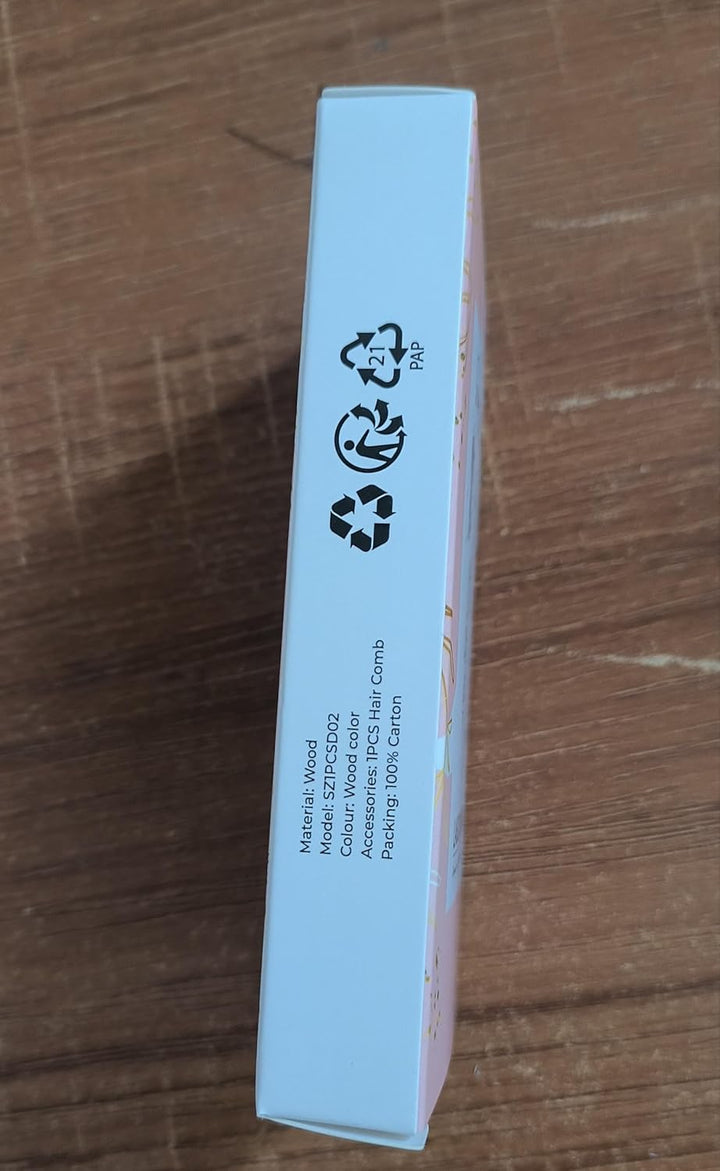 Material: Wood
Model: SZ1PCSD02
Colour: Wood color
Accessories: 1PCS Hair Comb
Packing: 100% Carton
21
PAP